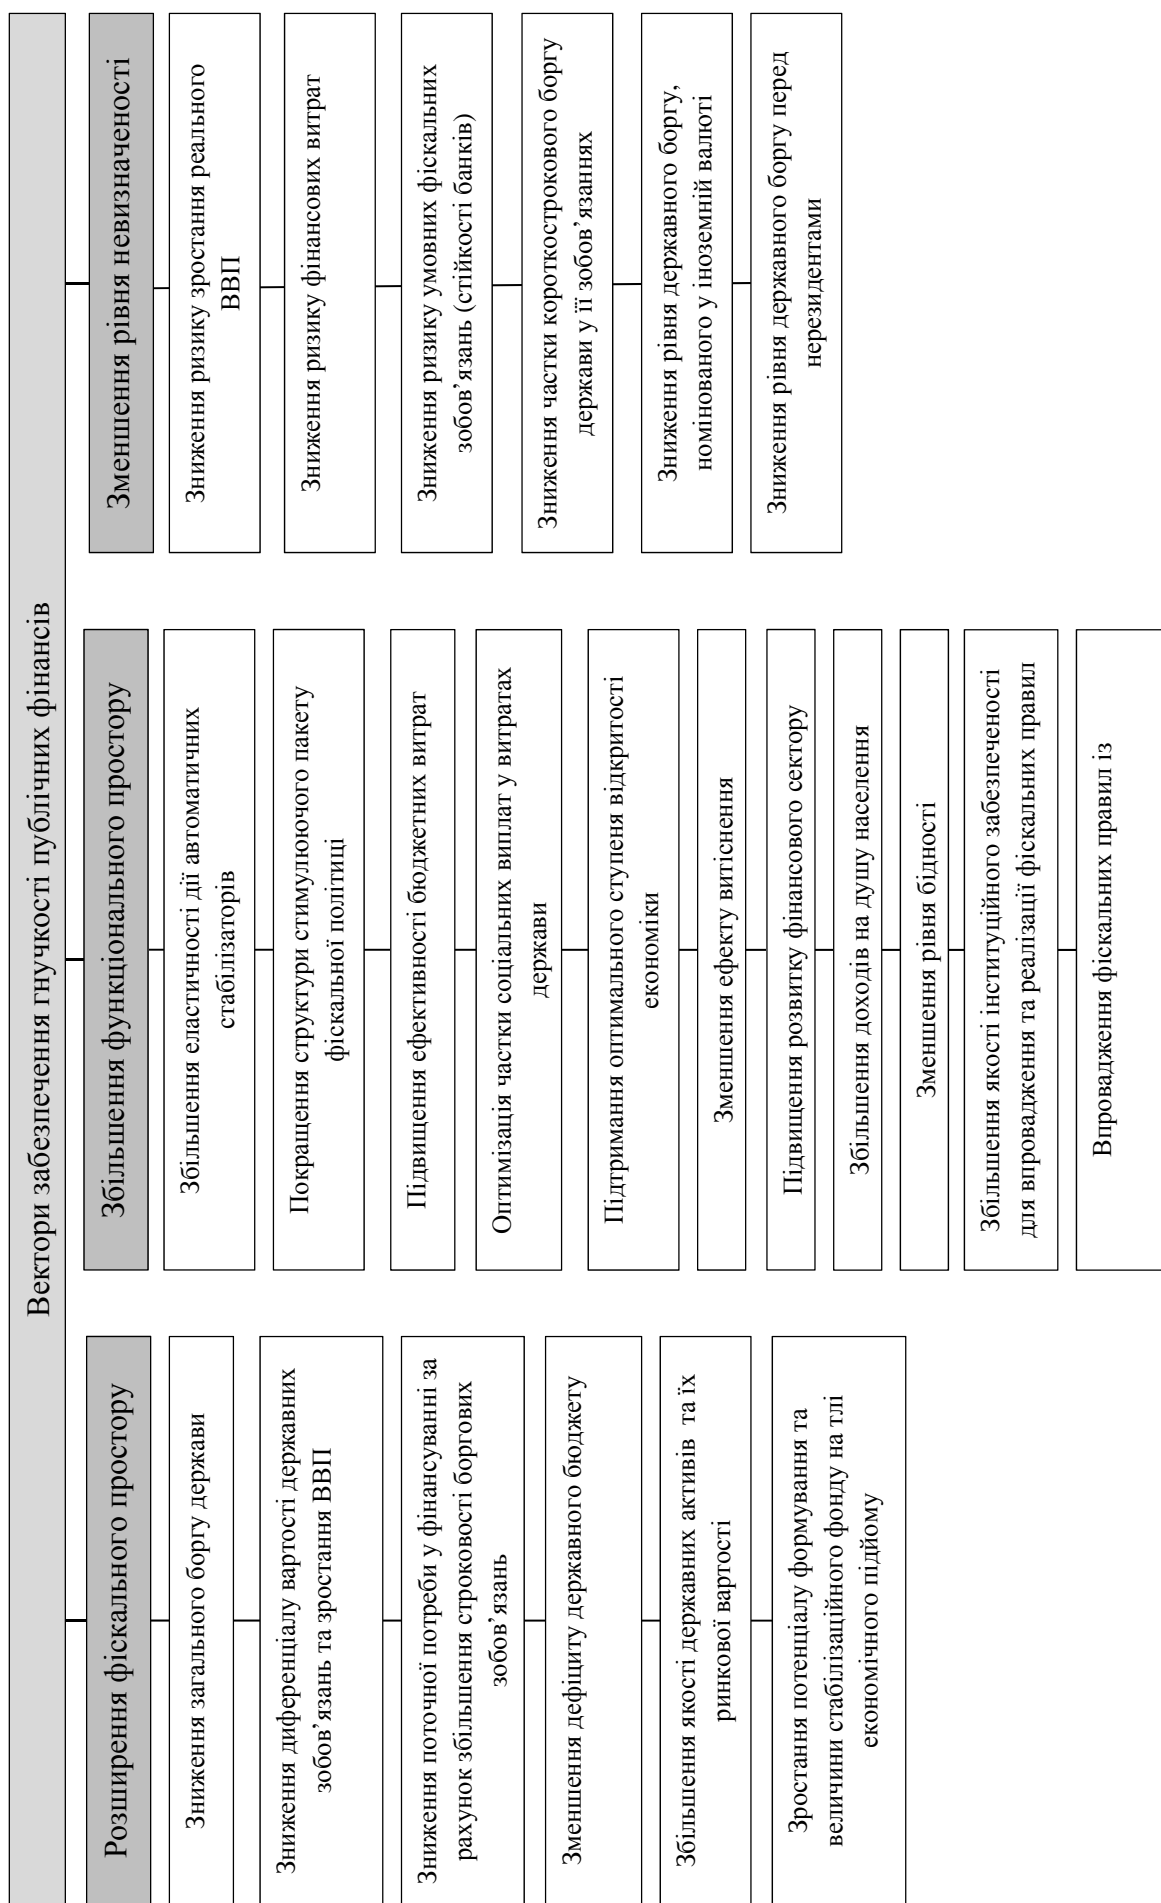 Вектори забезпечення гнучкості публічних фінансів
Розширення фіскального простору
Зниження загального боргу держави
Зниження диференціалу вартості державних
зобов’язань та зростання ВВП
Зниження поточної потреби у фінансуванні за
рахунок збільшення строковості боргових
зобов’язань
Зменшення дефіциту державного бюджету
Збільшення якості державних активів та їх
ринкової вартості
Зростання потенціалу формування та
величини стабілізаційного фонду на тлі
економічного підйому
Збільшення функціонального простору
Збільшення еластичності дії автоматичних
стабілізаторів
Покращення структури стимулюючого пакету
фіскальної політиці
Підвищення ефективності бюджетних витрат
Оптимізація частки соціальних виплат у витратах
держави
Підтримання оптимального ступеня відкритості
економіки
Зменшення ефекту витіснення
Підвищення розвитку фінансового сектору
Збільшення доходів на душу населення
Зменшення рівня бідності
Збільшення якості інституційного забезпеченості
для впровадження та реалізації фіскальних правил
Впровадження фіскальних правил із
Зменшення рівня невизначеності
Зниження ризику зростання реального
ВВП
Зниження ризику фінансових витрат
Зниження ризику умовних фіскальних
зобов’язань (стійкості банків)
Зниження частки короткострокового боргу
держави у її зобов’язаннях
Зниження рівня державного боргу,
номінованого у іноземній валюті
Зниження рівня державного боргу перед
нерезидентами